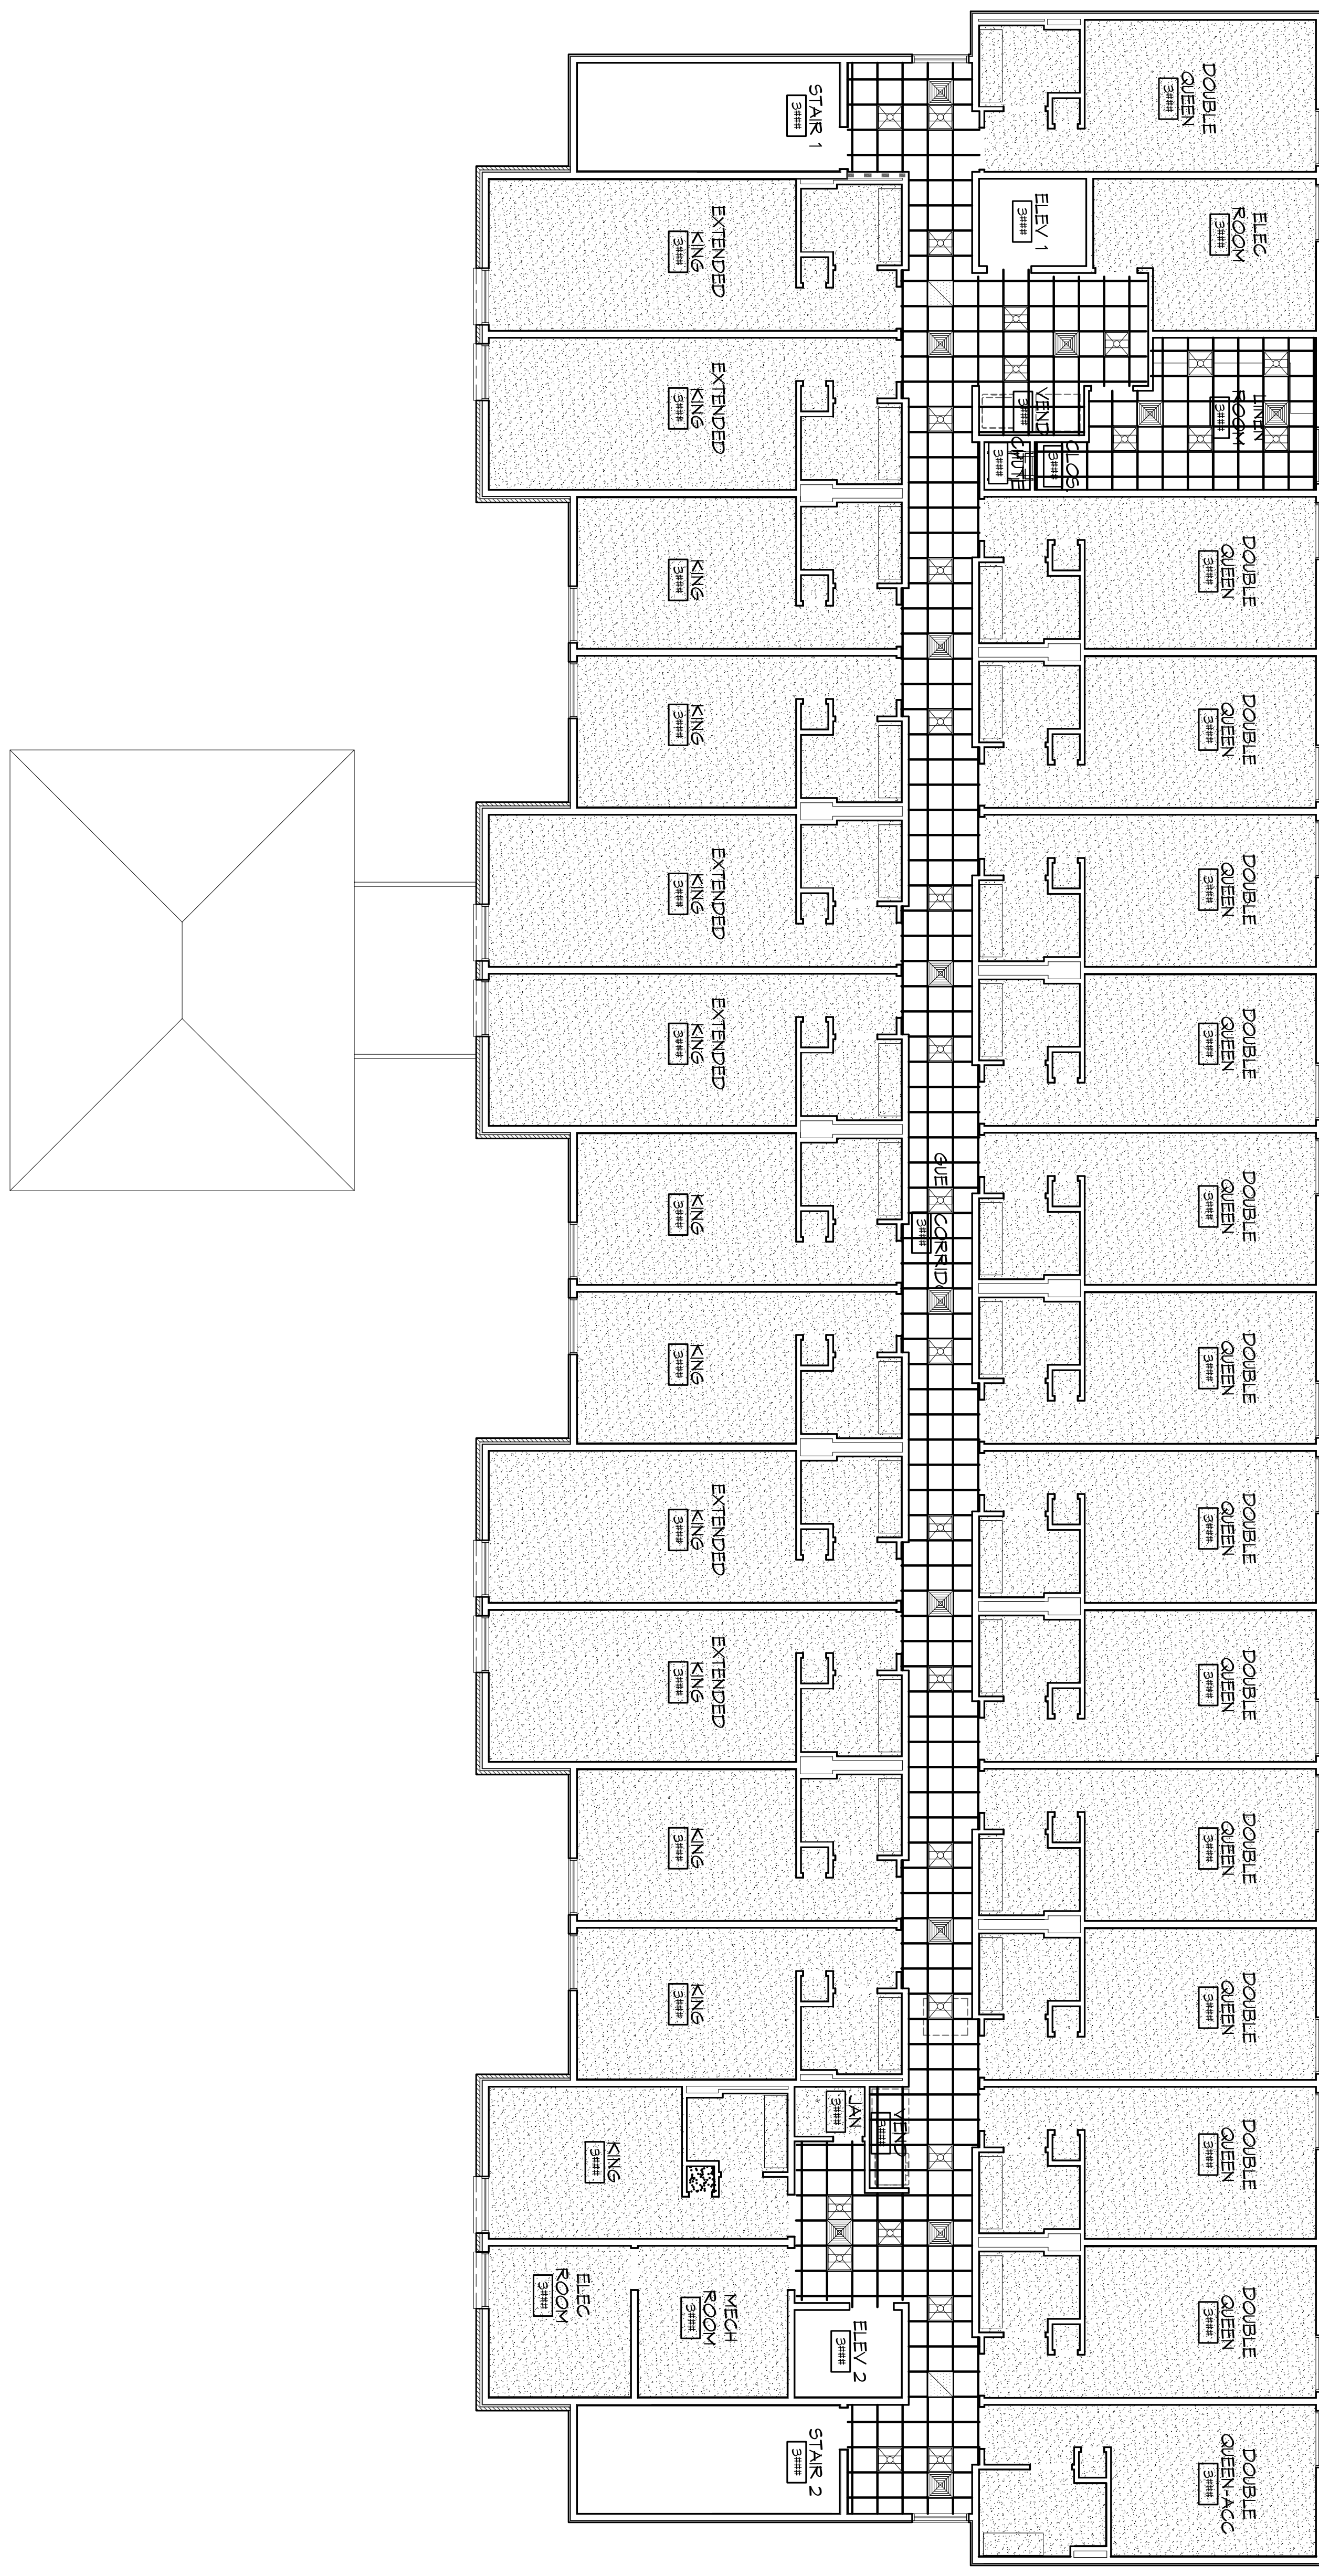 DOUBLE
QUEEN
3###
ELEC
ROOM
3###
LINEN
ROOM
3###
DOUBLE
QUEEN
3###
DOUBLE
QUEEN
3###
DOUBLE
QUEEN
3###
DOUBLE
QUEEN
3###
DOUBLE
QUEEN
3###
DOUBLE
QUEEN
3###
DOUBLE
QUEEN
3###
DOUBLE
QUEEN
3###
DOUBLE
QUEEN
3###
DOUBLE
QUEEN
3###
DOUBLE
QUEEN
3###
DOUBLE
QUEEN
3###
DOUBLE
QUEEN-ACC
3###
ELEV 1
3###
VEND
3###
CLOS.
3###
CHUTE
3###
GUE CORRID
3###
VEND
3###
JAN
3###
ELEV 2
3###
STAIR 1
3###
EXTENDED
KING
3###
EXTENDED
KING
3###
KING
3###
KING
3###
EXTENDED
KING
3###
EXTENDED
KING
3###
KING
3###
KING
3###
EXTENDED
KING
3###
EXTENDED
KING
3###
KING
3###
KING
3###
KING
3###
MECH
ROOM
3###
ELEC
ROOM
3###
STAIR 2
3###